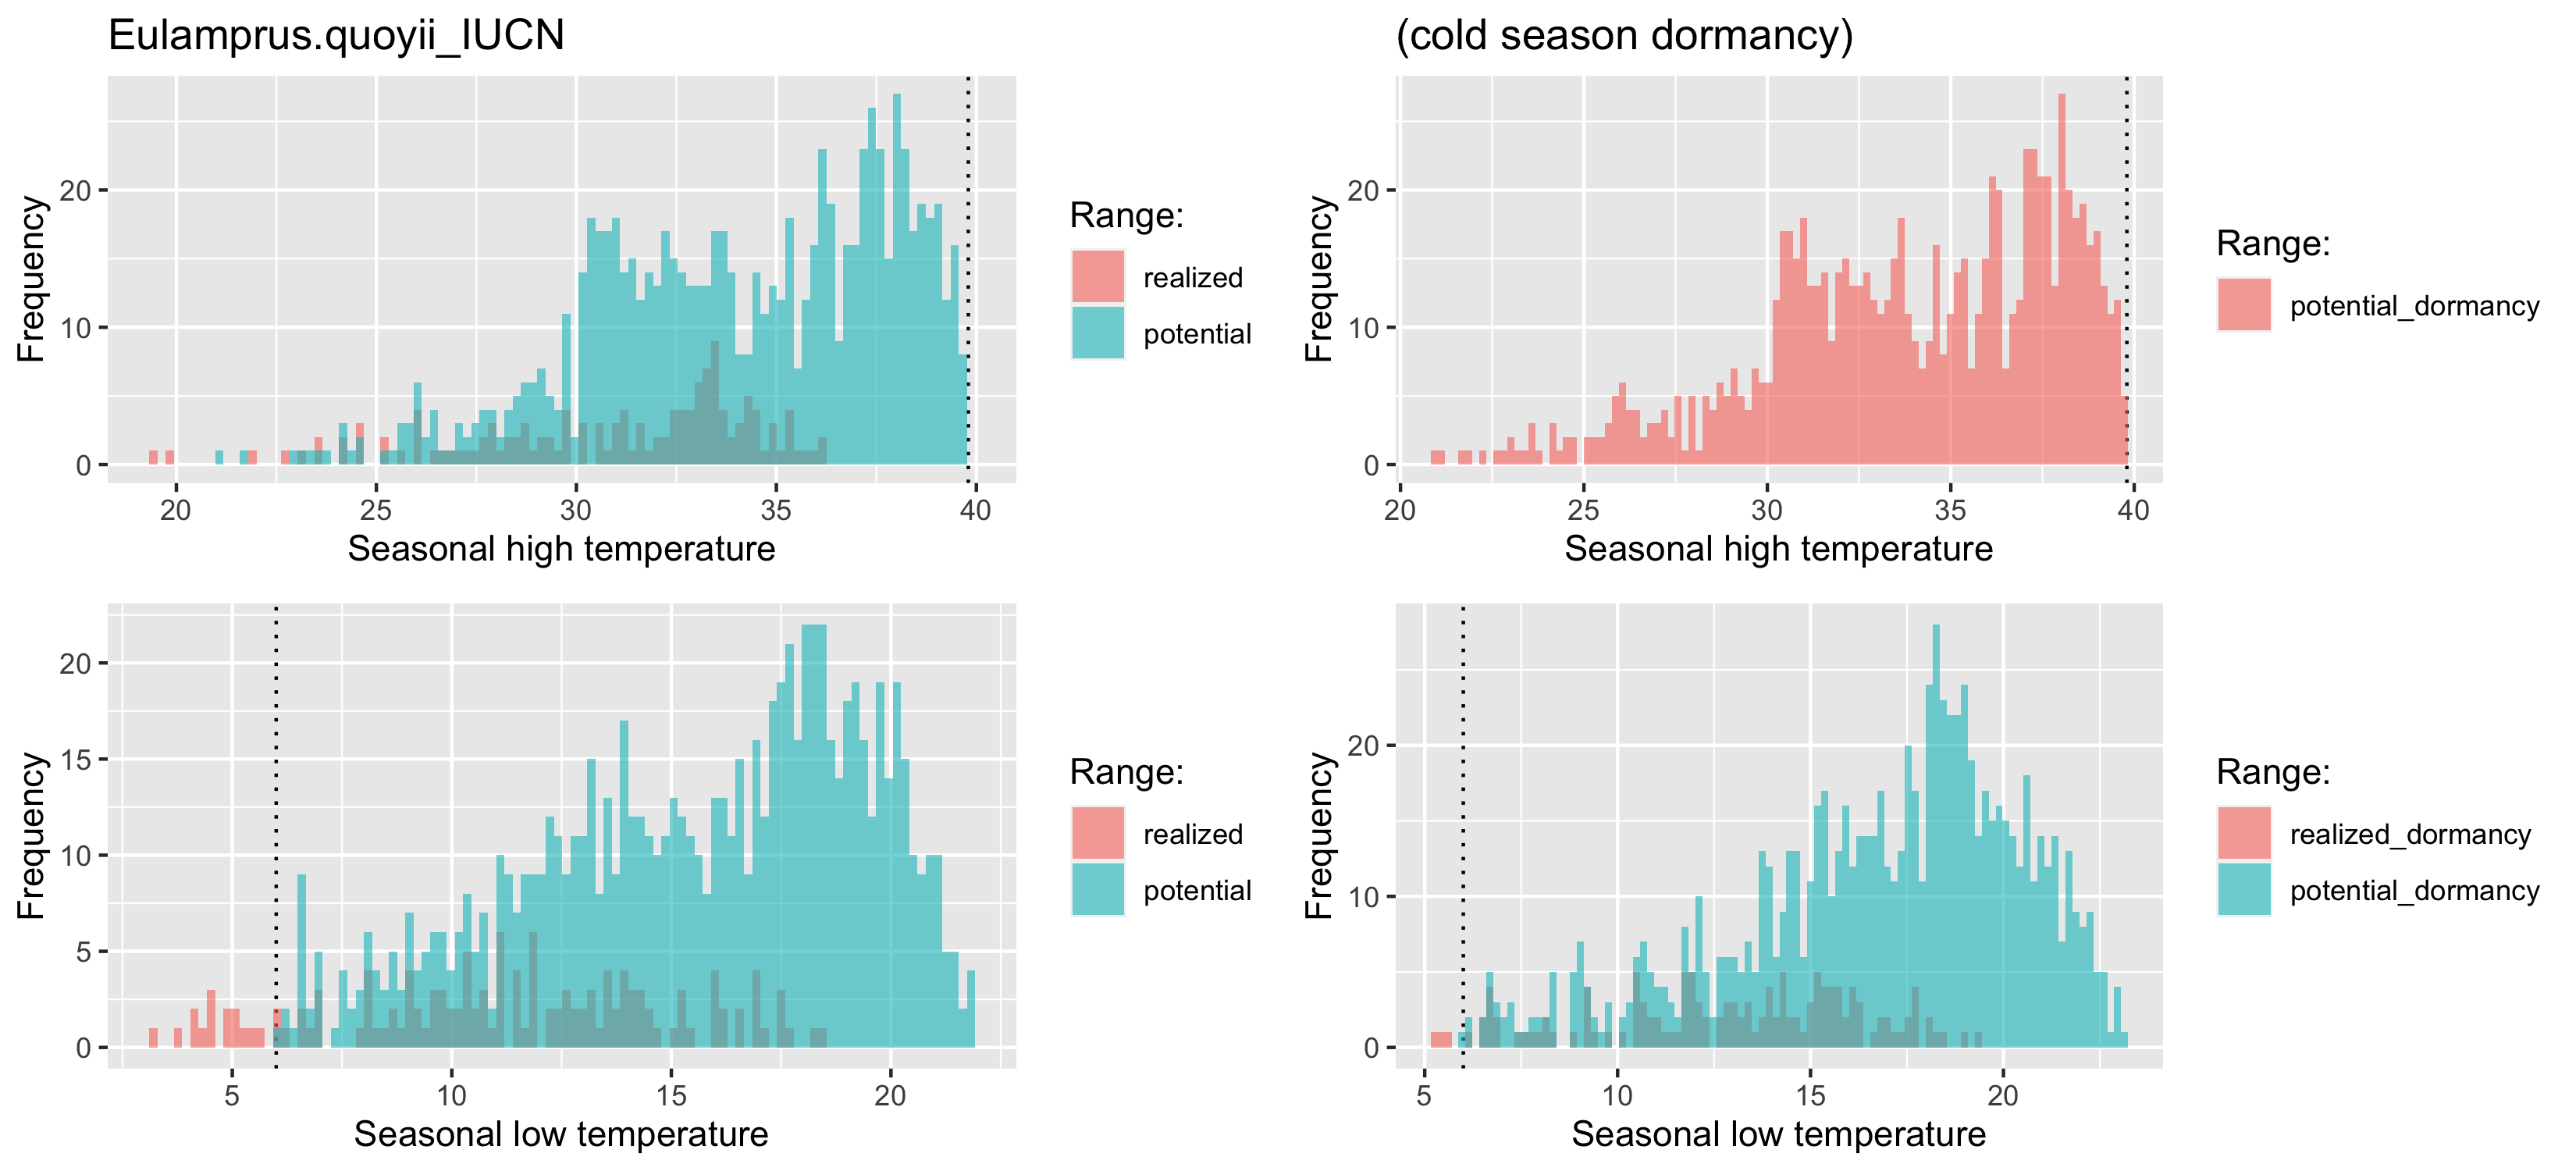 Eulamprus.quoyii_IUCN
(cold season dormancy)
Frequency
20
10
0
20
25
30
35
40
Seasonal high temperature
Range:
realized
potential
Frequency
20
10
0
20
25
30
35
40
Seasonal high temperature
Range:
potential_dormancy
Frequency
20
15
10
5
0
5
10
15
20
Seasonal low temperature
Range:
realized
potential
Frequency
20
10
0
5
10
15
20
Seasonal low temperature
Range:
realized_dormancy
potential_dormancy